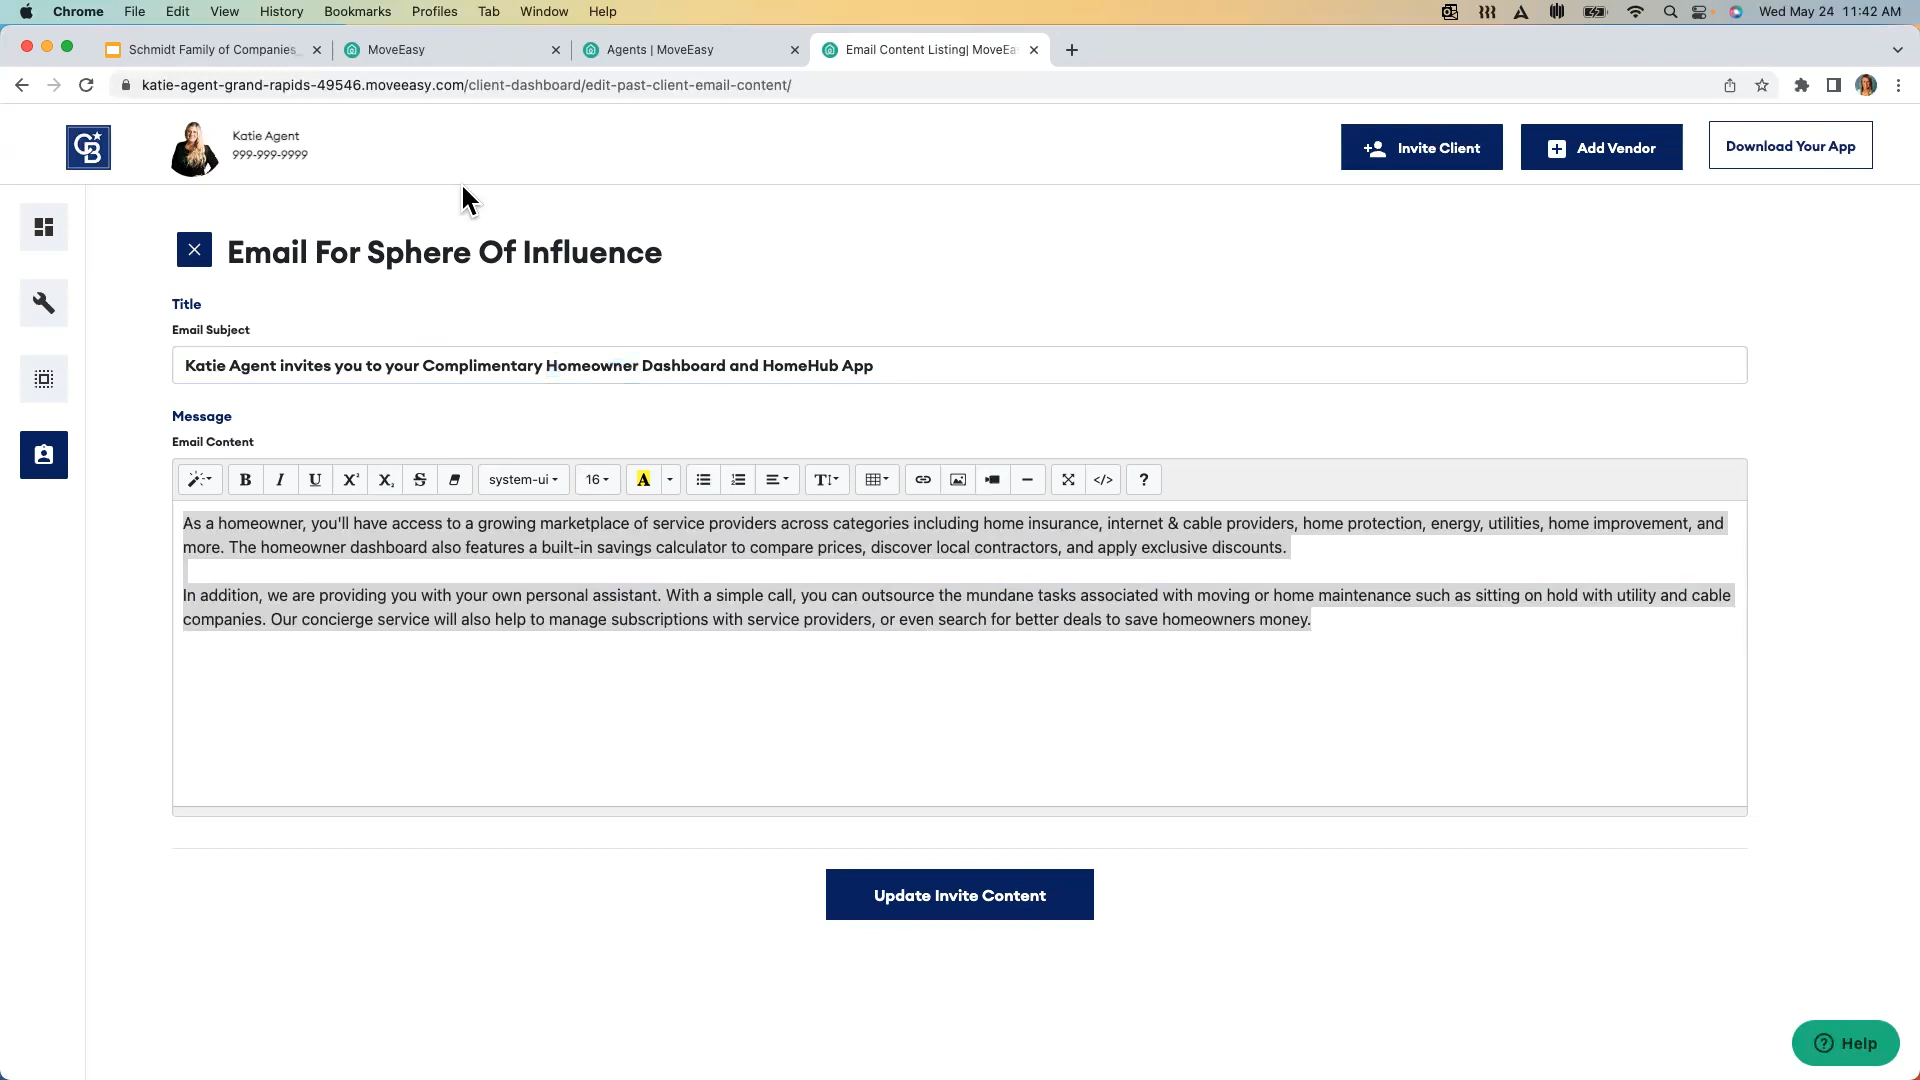 Chrome File Edit View History Bookmarks Profiles Tab Window Help Wed May 24 11:42 AM
Schmidt Family of Companies_ MoveEasy Agents | MoveEasy Email Content Listing| MoveEa
katie-agent-grand-rapids-49546.moveeasy.com/client-dashboard/edit-past-client-email-content/
Katie Agent
999-999-9999
Invite Client Add Vendor Download Your App
Email For Sphere Of Influence
Title
Email Subject
Katie Agent invites you to your Complimentary Homeowner Dashboard and HomeHub App
Message
Email Content
system-ui 16
As a homeowner, you'll have access to a growing marketplace of service providers across categories including home insurance, internet & cable providers, home protection, energy, utilities, home improvement, and
more. The homeowner dashboard also features a built-in savings calculator to compare prices, discover local contractors, and apply exclusive discounts.
In addition, we are providing you with your own personal assistant. With a simple call, you can outsource the mundane tasks associated with moving or home maintenance such as sitting on hold with utility and cable
companies. Our concierge service will also help to manage subscriptions with service providers, or even search for better deals to save homeowners money.
Update Invite Content
Help